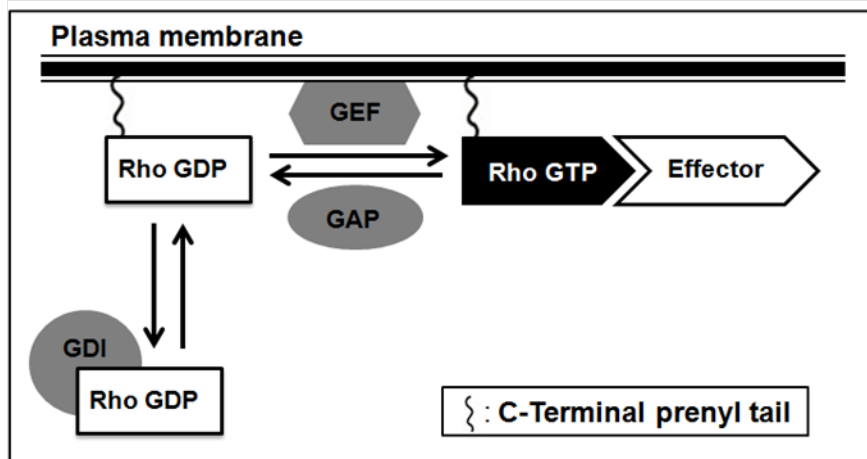 Plasma membrane
GEF
Rho GDP
Rho GTP
Effector
GAP
GDI
Rho GDP
: C-Terminal prenyl tail